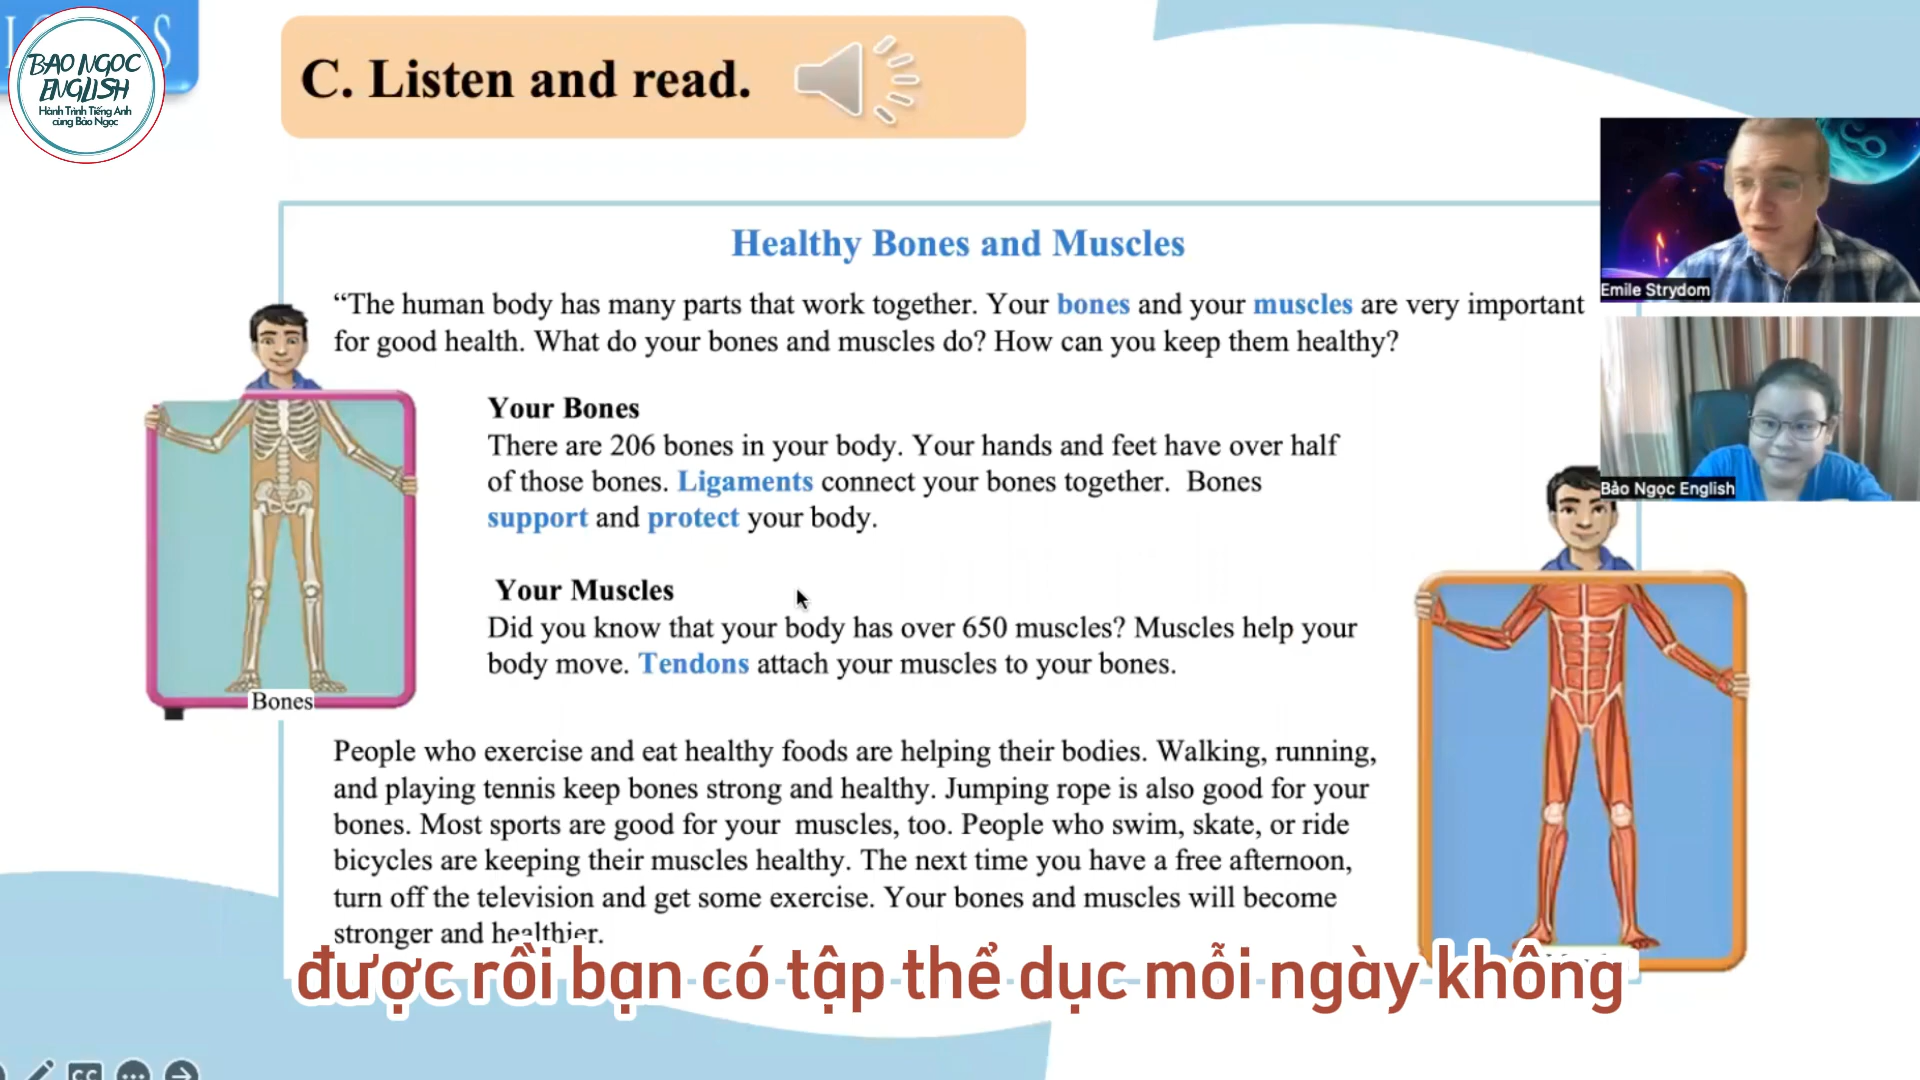 BAO NGOC
ENGLISH
Hành Trình Tiếng Anh
cùng Bảo Ngọc
C. Listen and read.
Healthy Bones and Muscles
“The human body has many parts that work together. Your bones and your muscles are very important
for good health. What do your bones and muscles do? How can you keep them healthy?
Your Bones
There are 206 bones in your body. Your hands and feet have over half
of those bones. Ligaments connect your bones together. Bones
support and protect your body.
Your Muscles
Did you know that your body has over 650 muscles? Muscles help your
body move. Tendons attach your muscles to your bones.
Bones
People who exercise and eat healthy foods are helping their bodies. Walking, running,
and playing tennis keep bones strong and healthy. Jumping rope is also good for your
bones. Most sports are good for your muscles, too. People who swim, skate, or ride
bicycles are keeping their muscles healthy. The next time you have a free afternoon,
turn off the television and get some exercise. Your bones and muscles will become
stronger and healthier.
Emile Strydom
Bảo Ngọc English
được rồi bạn có tập thể dục mỗi ngày không
CC